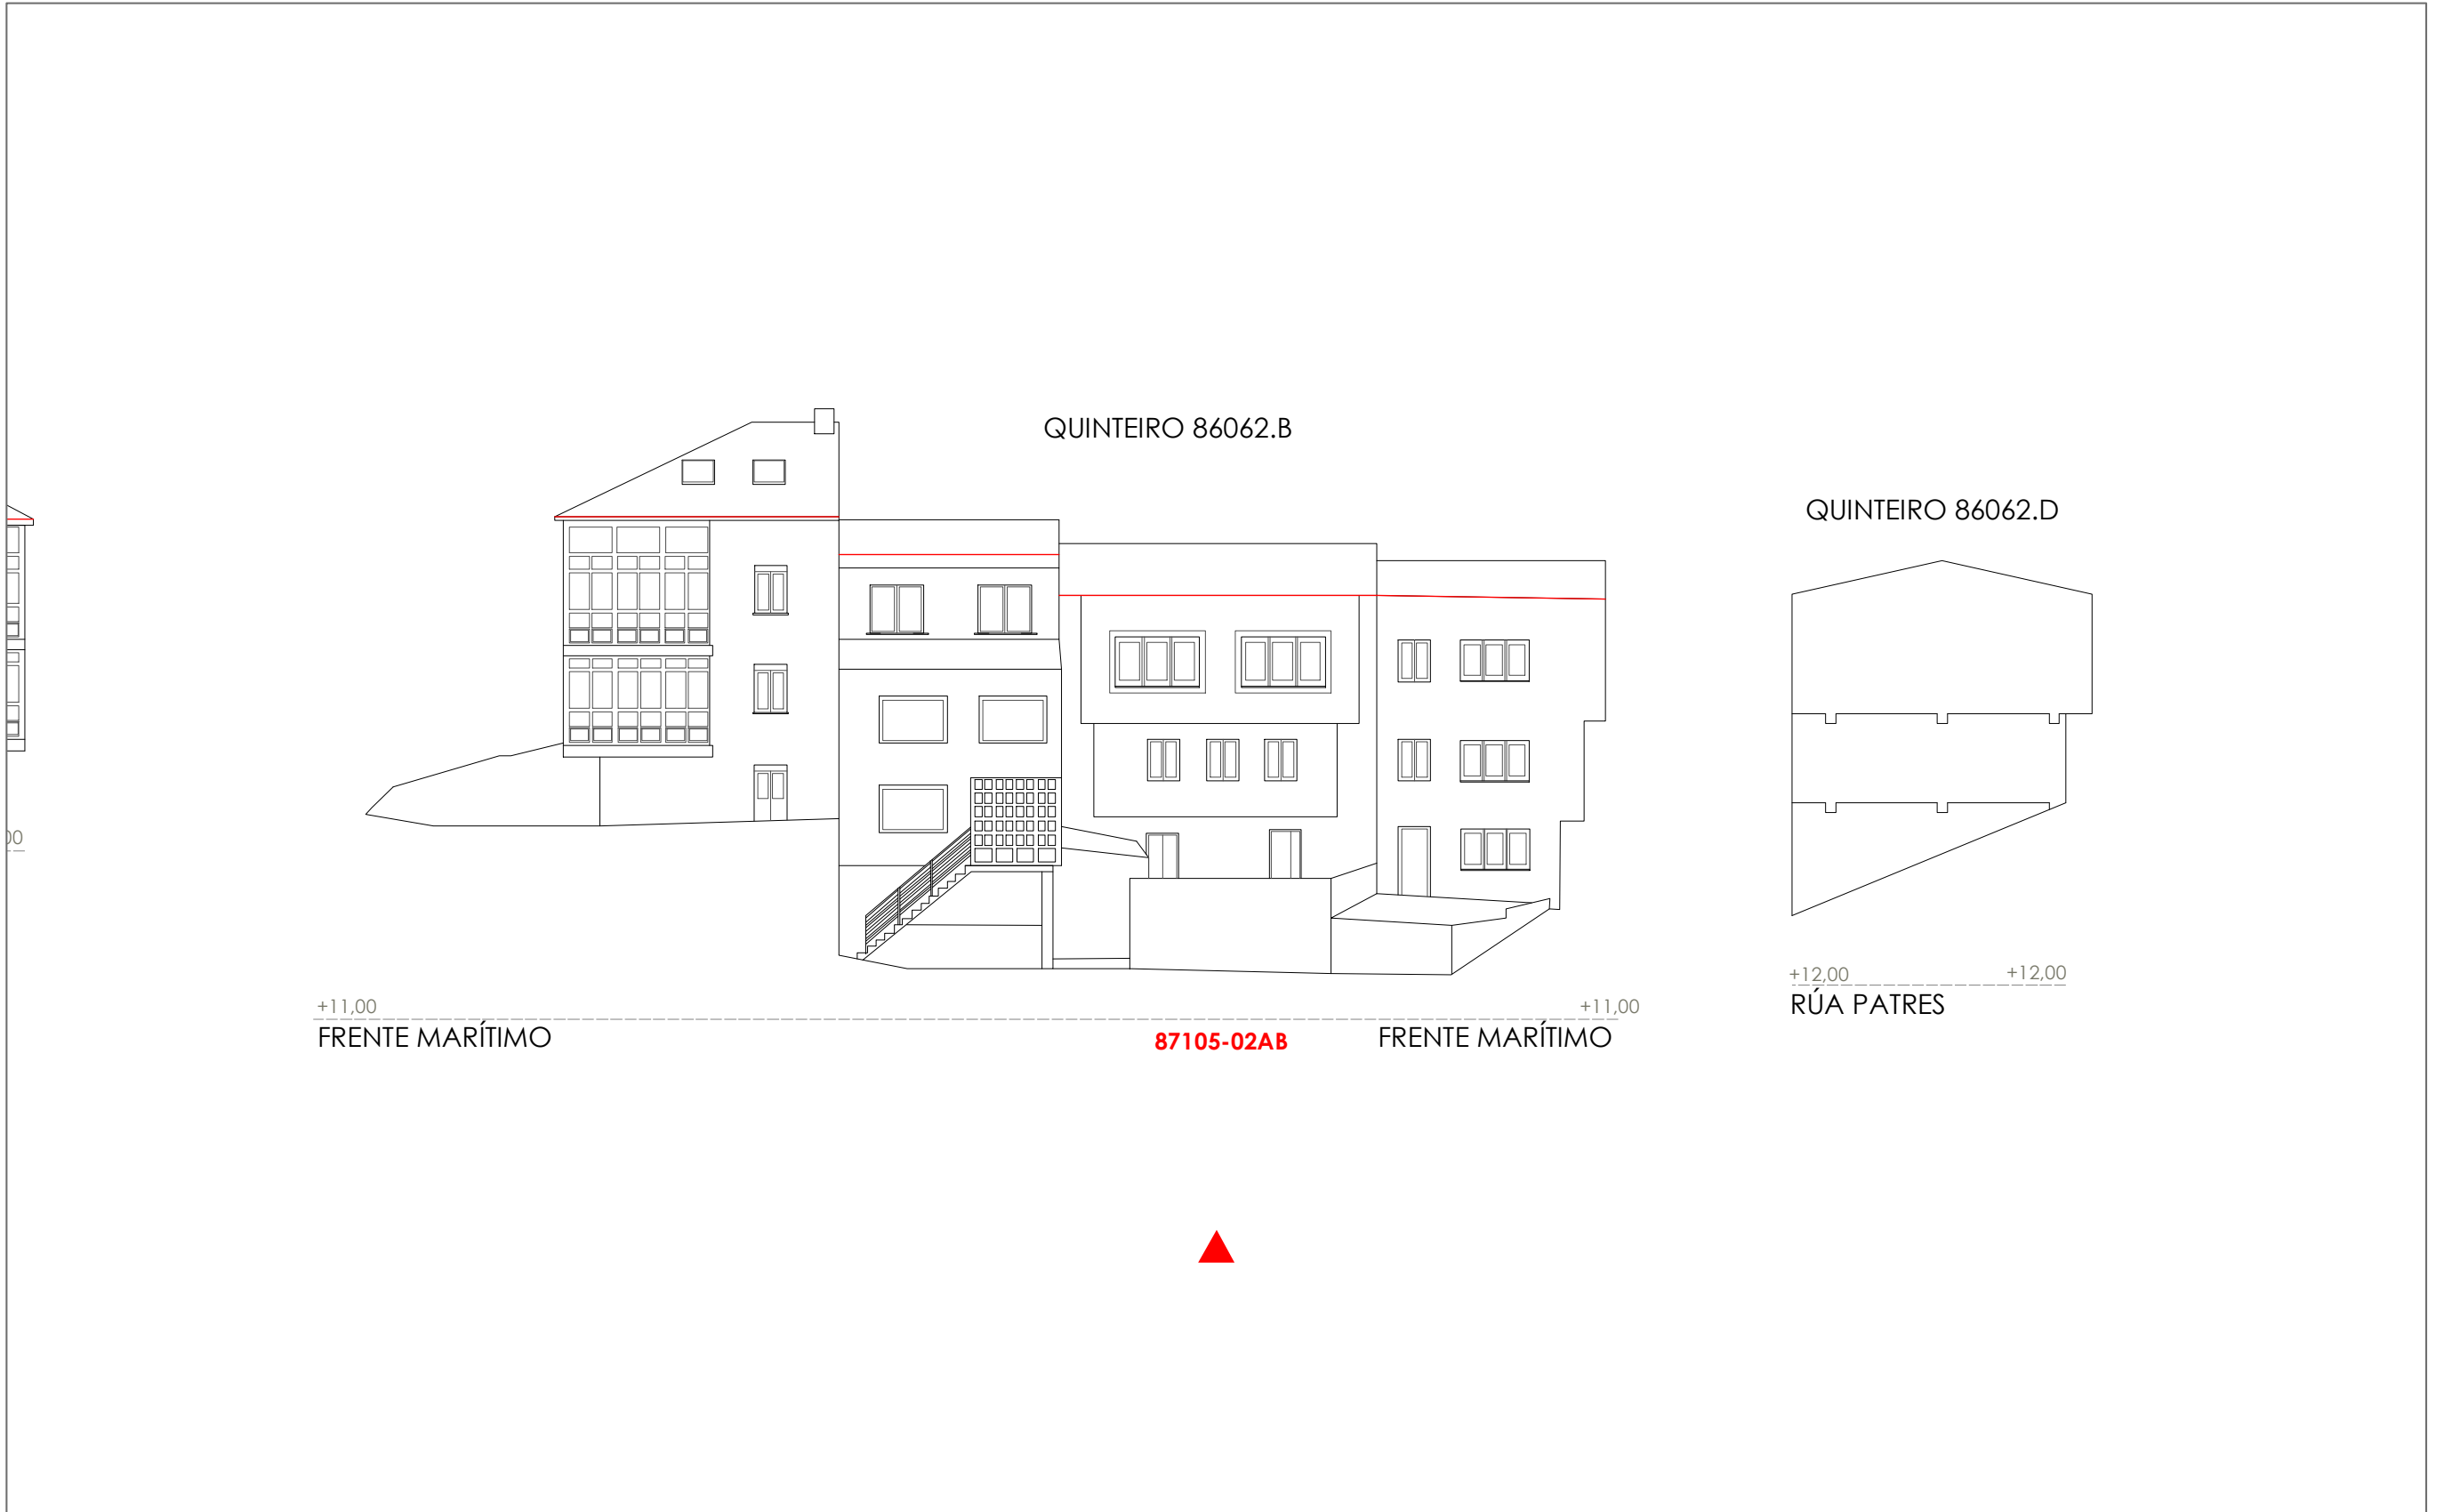 QUINTEIRO 86062.B
QUINTEIRO 86062.D
+12,00 +12,00
RÚA PATRES
+11,00 +11,00
FRENTE MARÍTIMO 87105-02AB FRENTE MARÍTIMO